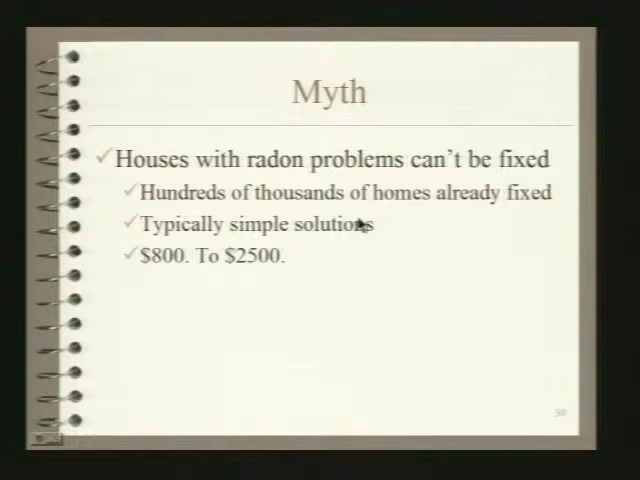 Myth
Houses with radon problems can't be fixed
Hundreds of thousands of homes already fixed
Typically simple solutions
$800. To $2500.